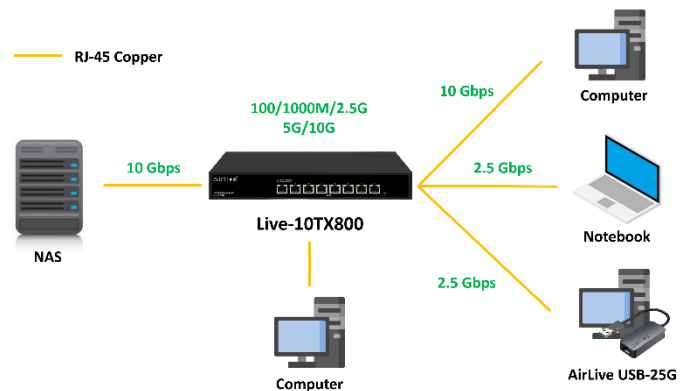 RJ-45 Copper
10 Gbps
Computer
100/1000M/2.5G
5G/10G
10 Gbps
2.5 Gbps
Live-10TX800
NAS
Notebook
2.5 Gbps
Computer
AirLive USB-25G